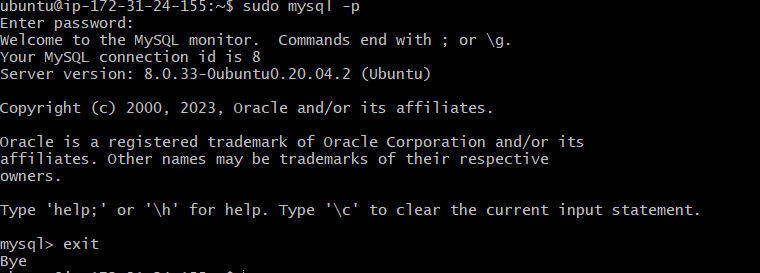 ubuntu@ip-172-31-24-155:~$ sudo mysql -p
Enter password:
Welcome to the MySQL monitor.  Commands end with ; or \g.
Your MySQL connection id is 8
Server version: 8.0.33-0ubuntu0.20.04.2 (Ubuntu)
Copyright (c) 2000, 2023, Oracle and/or its affiliates.
Oracle is a registered trademark of Oracle Corporation and/or its
affiliates. Other names may be trademarks of their respective
owners.
Type 'help;' or '\h' for help. Type '\c' to clear the current input statement.
mysql> exit
Bye